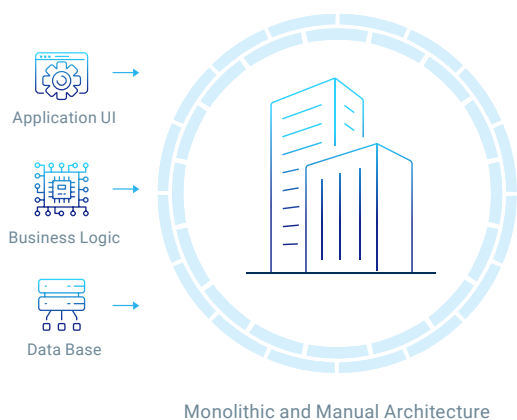 Application UI
Business Logic
Data Base
Monolithic and Manual Architecture